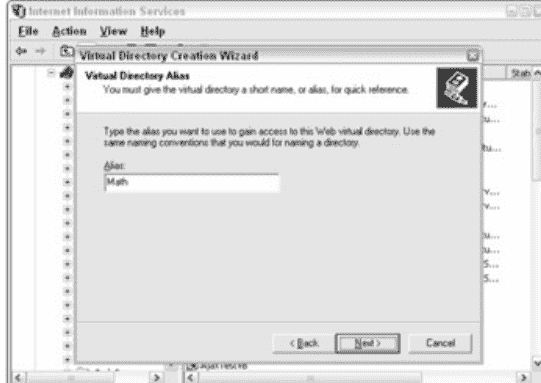 Internet Information Services
File Action View Help
Virtual Directory Creation Wizard
Virtual Directory Alias
You must give the virtual directory a short name, or alias, for quick reference.
Type the alias you want to use to gain access to this Web virtual directory. Use the
same naming conventions that you would for naming a directory.
Alias:
Math
< Back
Next >
Cancel